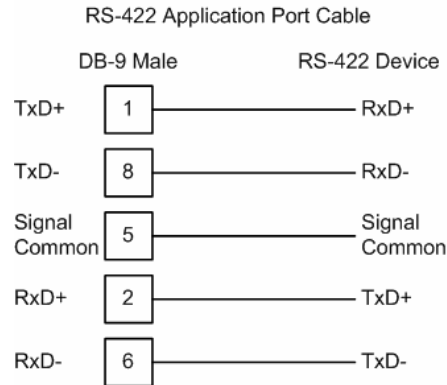 RS-422 Application Port Cable
DB-9 Male RS-422 Device
TxD+ 1 RxD+
TxD- 8 RxD-
Signal Common 5 Signal Common
RxD+ 2 TxD+
RxD- 6 TxD-